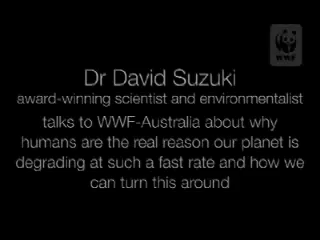 WWF
Dr David Suzuki
award-winning scientist and environmentalist
talks to WWF-Australia about why
humans are the real reason our planet is
degrading at such a fast rate and how we
can turn this around